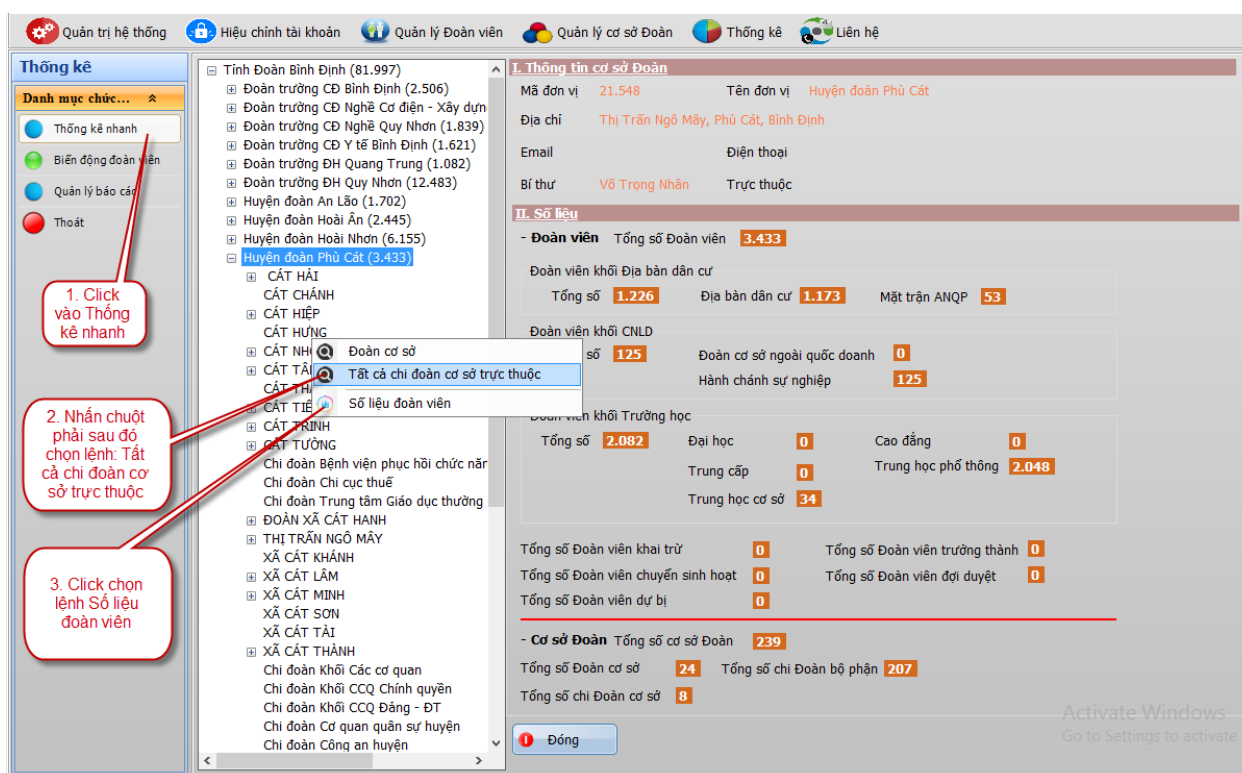 Quản trị hệ thống
Hiệu chỉnh tài khoản
Quản lý Đoàn viên
Quản lý cơ sở Đoàn
Thống kê
Liên hệ
Thống kê
Danh mục chức...
Thống kê nhanh
Biến động đoàn viên
Quản lý báo cáo
Thoát
1. Click
vào Thống
kê nhanh
2. Nhấn chuột
phải sau đó
chọn lệnh: Tất
cả chi đoàn cơ
sở trực thuộc
3. Click chọn
lệnh Số liệu
đoàn viên
Tỉnh Đoàn Bình Định (81.997)
Đoàn trường CĐ Bình Định (2.506)
Đoàn trường CĐ Nghề Cơ điện - Xây dựn
Đoàn trường CĐ Nghề Quy Nhơn (1.839)
Đoàn trường CĐ Y tế Bình Định (1.621)
Đoàn trường ĐH Quang Trung (1.082)
Đoàn trường ĐH Quy Nhơn (12.483)
Huyện đoàn An Lão (1.702)
Huyện đoàn Hoài Ân (2.445)
Huyện đoàn Hoài Nhơn (6.155)
Huyện đoàn Phù Cát (3.433)
CÁT HẢI
CÁT CHÁNH
CÁT HIỆP
CÁT HƯNG
CÁT NH
CÁT TÂ
CÁT TH
CÁT TIẾ
CÁT TRINH
CÁT TƯỜNG
Chi đoàn Bệnh viện phục hồi chức năr
Chi đoàn Chi cục thuế
Chi đoàn Trung tâm Giáo dục thường
ĐOÀN XÃ CÁT HANH
THỊ TRẤN NGÔ MÂY
XÃ CÁT KHÁNH
XÃ CÁT LÂM
XÃ CÁT MINH
XÃ CÁT SƠN
XÃ CÁT TÀI
XÃ CÁT THÀNH
Chi đoàn Khối Các cơ quan
Chi đoàn Khối CCQ Chính quyền
Chi đoàn Khối CCQ Đảng - ĐT
Chi đoàn Cơ quan quân sự huyện
Chi đoàn Công an huyện
Đoàn cơ sở
Tất cả chi đoàn cơ sở trực thuộc
Số liệu đoàn viên
I. Thông tin cơ sở Đoàn
Mã đơn vị 21.548 Tên đơn vị Huyện đoàn Phù Cát
Địa chỉ Thị Trấn Ngô Mây, Phù Cát, Bình Định
Email Điện thoại
Bí thư Võ Trọng Nhân Trực thuộc
II. Số liệu
- Đoàn viên Tổng số Đoàn viên 3.433
Đoàn viên khối Địa bàn dân cư
Tổng số 1.226 Địa bàn dân cư 1.173 Mặt trận ANQP 53
Đoàn viên khối CNLD
số 125 Đoàn cơ sở ngoài quốc doanh 0
Hành chánh sự nghiệp 125
Đoàn viên khối Trường học
Tổng số 2.082 Đại học 0 Cao đẳng 0
Trung cấp 0 Trung học phổ thông 2.048
Trung học cơ sở 34
Tổng số Đoàn viên khai trừ 0 Tổng số Đoàn viên trưởng thành 0
Tổng số Đoàn viên chuyển sinh hoạt 0 Tổng số Đoàn viên đợi duyệt 0
Tổng số Đoàn viên dự bị 0
- Cơ sở Đoàn Tổng số cơ sở Đoàn 239
Tổng số Đoàn cơ sở 24 Tổng số chi Đoàn bộ phận 207
Tổng số chi Đoàn cơ sở 8
Đóng
Activate Windows
Go to Settings to activate